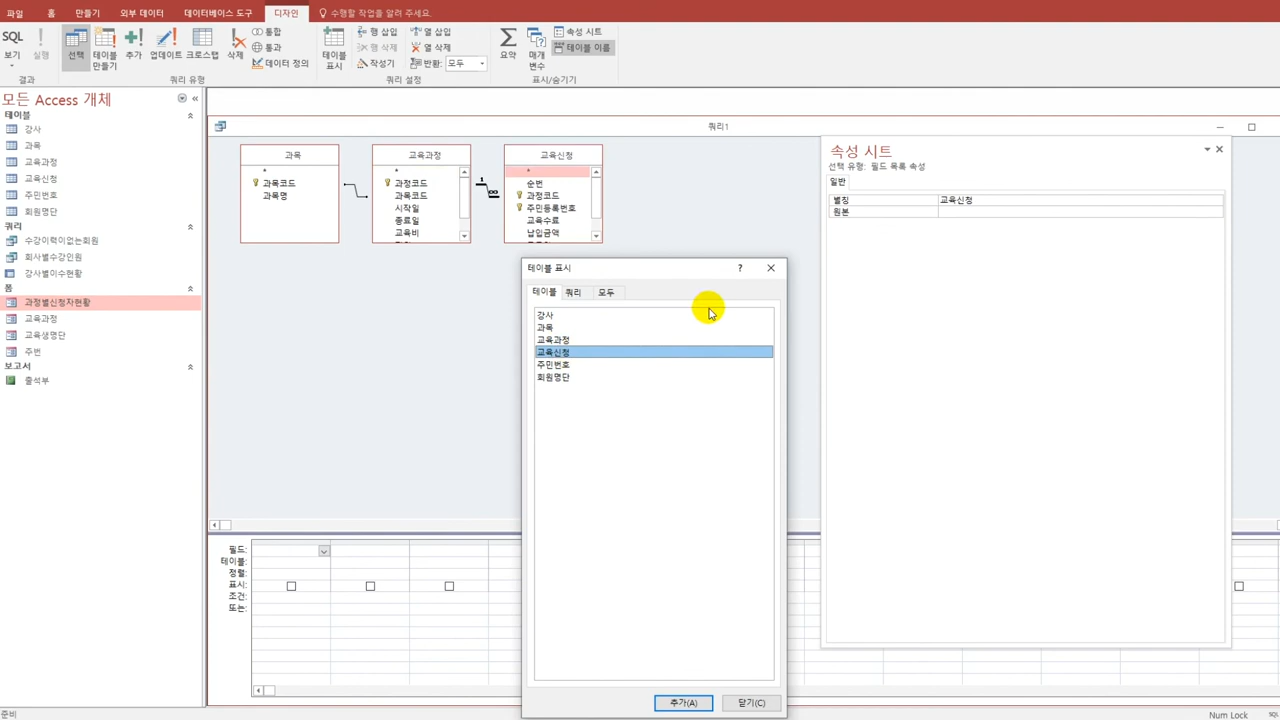 파일 홈 만들기 외부 데이터 데이터베이스 도구 디자인 수행할 작업을 알려 주세요.
SQL
보기
실행
결과
선택
테이블
만들기
추가
업데이트
크로스탭
삭제
통합
통과
데이터 정의
쿼리 유형
테이블
표시
행 삽입
행 삭제
작성기
열 삽입
열 삭제
반환: 모두
쿼리 설정
요약
매개
변수
속성 시트
테이블 이름
표시/숨기기
모든 Access 개체
테이블
강사
과목
교육과정
교육신청
주민번호
회원명단
쿼리
수강이력이없는회원
회사별수강인원
강사별이수현황
폼
과정별신청자현황
교육과정
교육생명단
주번
보고서
출석부
쿼리1
과목
*
과목코드
과목명
교육과정
*
과정코드
과목코드
시작일
종료일
교육비
1
∞
교육신청
*
순번
과정코드
주민등록번호
교육수료
납입금액
속성 시트
선택 유형: 필드 목록 속성
일반
별칭 교육신청
원본
테이블 표시
?
테이블 쿼리 모두
강사
과목
교육과정
교육신청
주민번호
회원명단
추가(A) 닫기(C)
필드:
테이블:
정렬:
표시:
조건:
또는:
준비
Num Lock